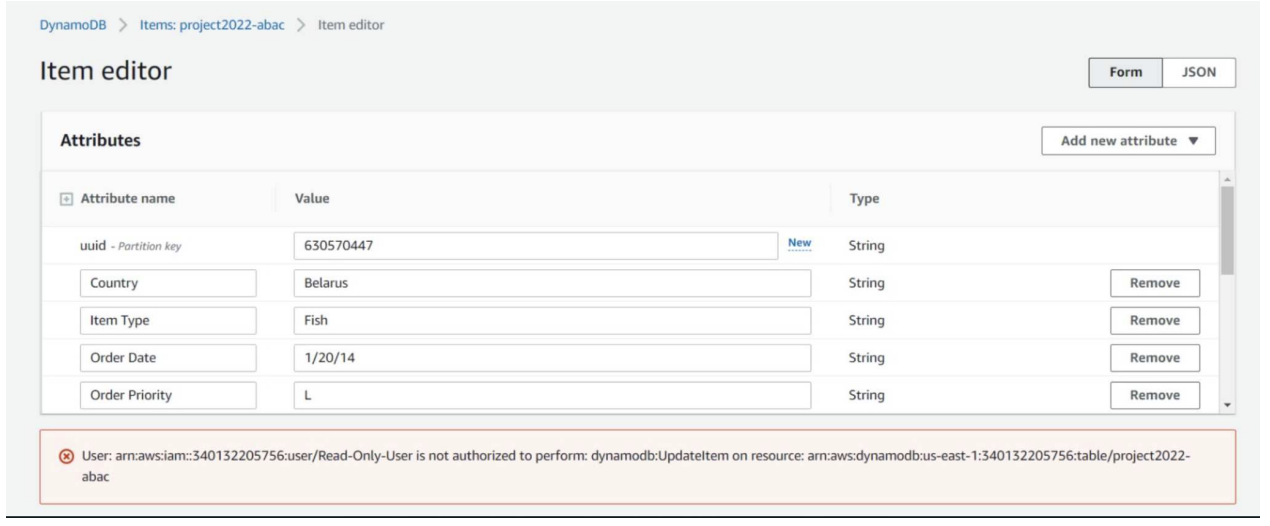 DynamoDB > Items: project2022-abac > Item editor
Item editor
Form JSON
Attributes
Add new attribute ▼
Attribute name Value Type
uuid - Partition key 630570447 New String
Country Belarus String Remove
Item Type Fish String Remove
Order Date 1/20/14 String Remove
Order Priority L String Remove
User: arn:aws:iam::340132205756:user/Read-Only-User is not authorized to perform: dynamodb:UpdateItem on resource: arn:aws:dynamodb:us-east-1:340132205756:table/project2022-
abac